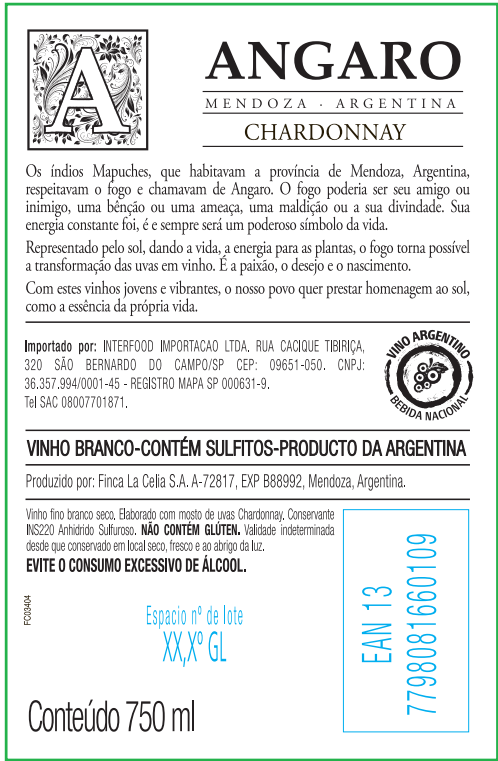 A
ANGARO
MENDOZA · ARGENTINA
CHARDONNAY
Os índios Mapuches, que habitavam a província de Mendoza, Argentina,
respeitavam o fogo e chamavam de Angaro. O fogo poderia ser seu amigo ou
inimigo, uma bênção ou uma ameaça, uma maldição ou a sua divindade. Sua
energia constante foi, é e sempre será um poderoso símbolo da vida.
Representado pelo sol, dando a vida, a energia para as plantas, o fogo torna possível
a transformação das uvas em vinho. É a paixão, o desejo e o nascimento.
Com estes vinhos jovens e vibrantes, o nosso povo quer prestar homenagem ao sol,
como a essência da própria vida.
Importado por: INTERFOOD IMPORTACAO LTDA. RUA CACIQUE TIBIRIÇA,
320 SÃO BERNARDO DO CAMPO/SP CEP: 09651-050. CNPJ:
36.357.994/0001-45 - REGISTRO MAPA SP 000631-9.
Tel SAC 08007701871.
VINO ARGENTINO
BEBIDA NACIONAL
VINHO BRANCO-CONTÉM SULFITOS-PRODUCTO DA ARGENTINA
Produzido por: Finca La Celia S.A. A-72817, EXP B88992, Mendoza, Argentina.
Vinho fino branco seco. Elaborado com mosto de uvas Chardonnay. Conservante
INS220 Anhidrido Sulfuroso. NÃO CONTÉM GLÚTEN. Validade indeterminada
desde que conservado em local seco, fresco e ao abrigo da luz.
EVITE O CONSUMO EXCESSIVO DE ÁLCOOL.
FC03404
Espacio nº de lote
XX,Xº GL
EAN 13
7798081660109
Conteúdo 750 ml